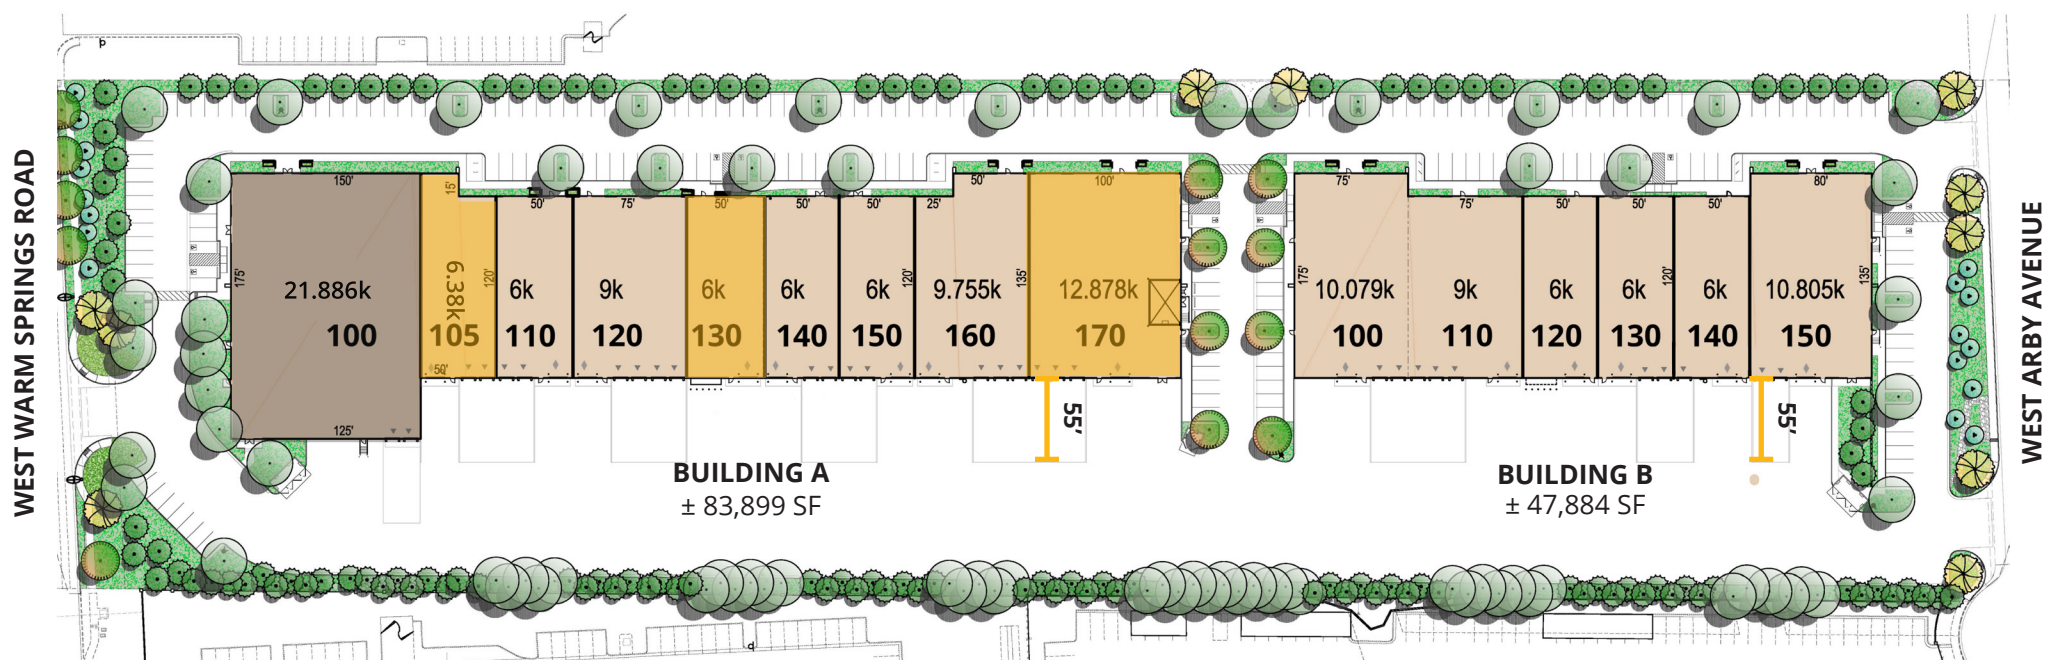 WEST WARM SPRINGS ROAD
150'
15'
50'
75'
50'
50'
50'
25'
50'
100'
175'
120'
120'
135'
21.886k
6.38k
6k
9k
6k
6k
6k
9.755k
12.878k
100
105
110
120
130
140
150
160
170
50'
125'
55'
BUILDING A
± 83,899 SF
75'
75'
50'
50'
50'
80'
175'
120'
135'
10.079k
9k
6k
6k
6k
10.805k
100
110
120
130
140
150
55'
BUILDING B
± 47,884 SF
WEST ARBY AVENUE